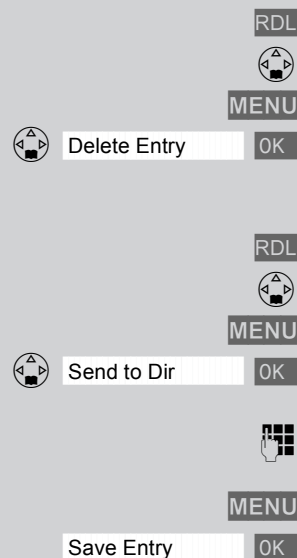 RDL
MENU
Delete Entry OK
RDL
MENU
Send to Dir OK
MENU
Save Entry OK